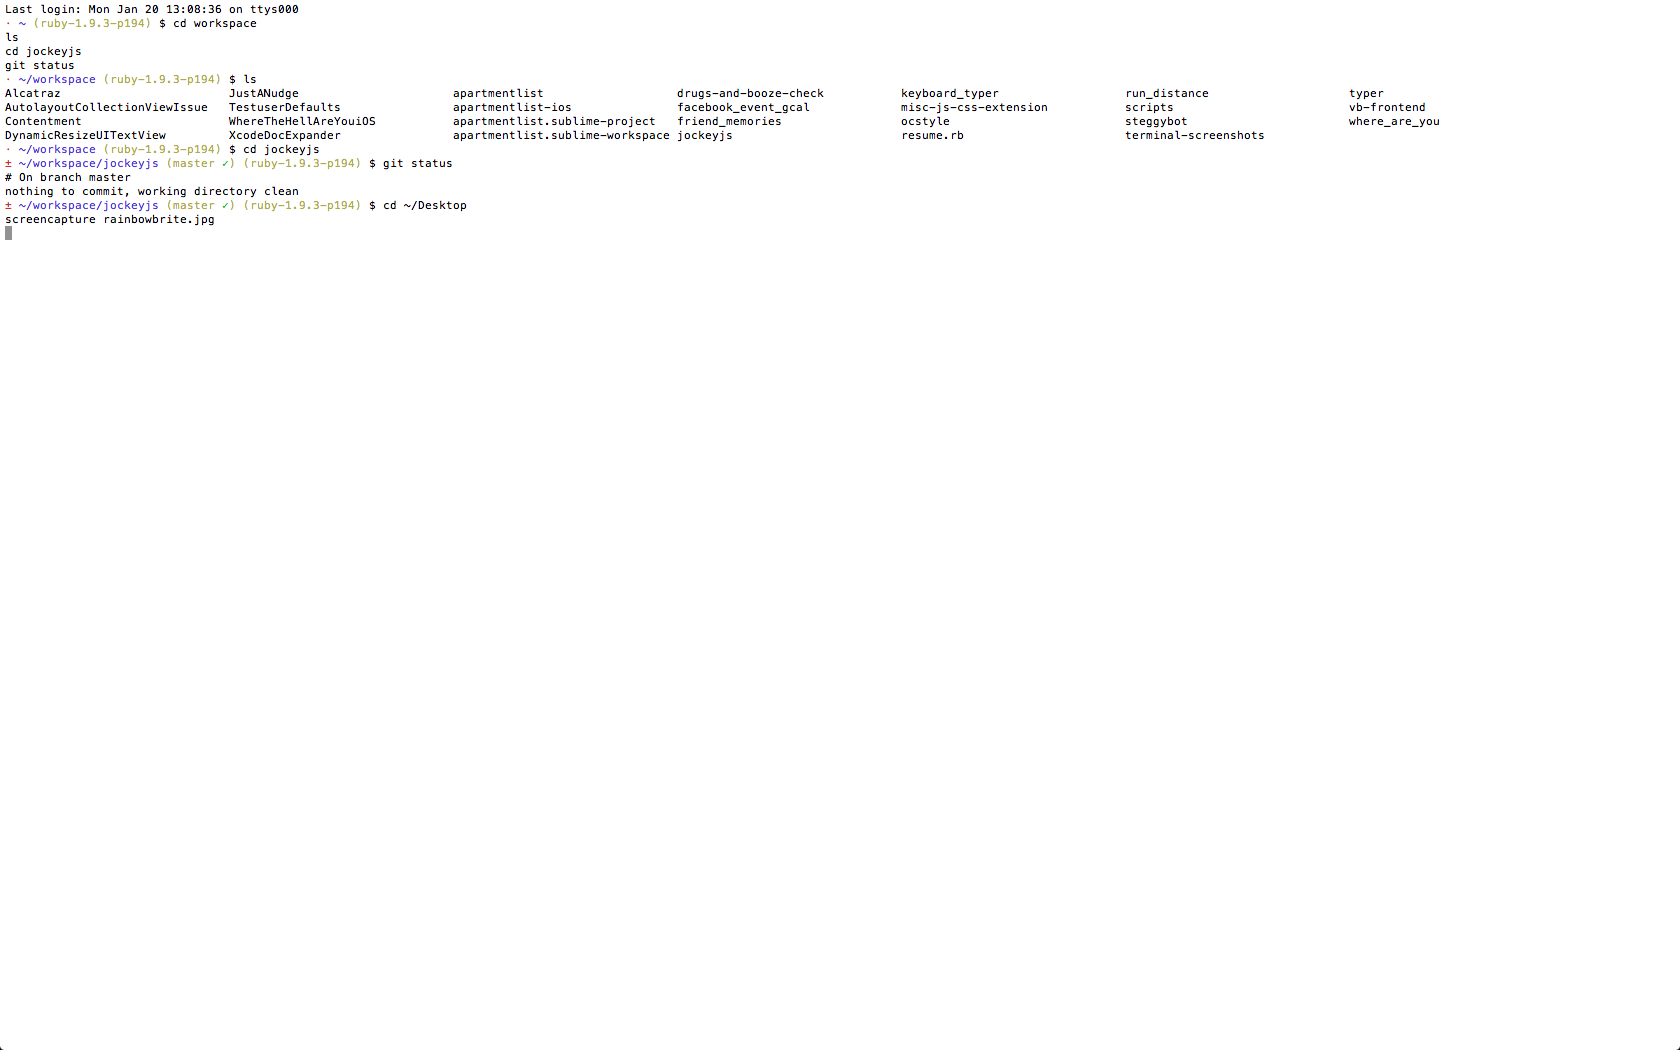 Last login: Mon Jan 20 13:08:36 on ttys000
· ~ (ruby-1.9.3-p194) $ cd workspace
ls
cd jockeyjs
git status
· ~/workspace (ruby-1.9.3-p194) $ ls
Alcatraz JustANudge apartmentlist drugs-and-booze-check keyboard_typer run_distance typer
AutolayoutCollectionViewIssue TestuserDefaults apartmentlist-ios facebook_event_gcal misc-js-css-extension scripts vb-frontend
Contentment WhereTheHellAreYouiOS apartmentlist.sublime-project friend_memories ocstyle steggybot where_are_you
DynamicResizeUITextView XcodeDocExpander apartmentlist.sublime-workspace jockeyjs resume.rb terminal-screenshots
· ~/workspace (ruby-1.9.3-p194) $ cd jockeyjs
± ~/workspace/jockeyjs (master ✓) (ruby-1.9.3-p194) $ git status
# On branch master
nothing to commit, working directory clean
± ~/workspace/jockeyjs (master ✓) (ruby-1.9.3-p194) $ cd ~/Desktop
screencapture rainbowbrite.jpg